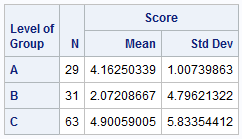 Score
Level of Group N Mean Std Dev
A 29 4.16250339 1.00739863
B 31 2.07208667 4.79621322
C 63 4.90059005 5.83354412